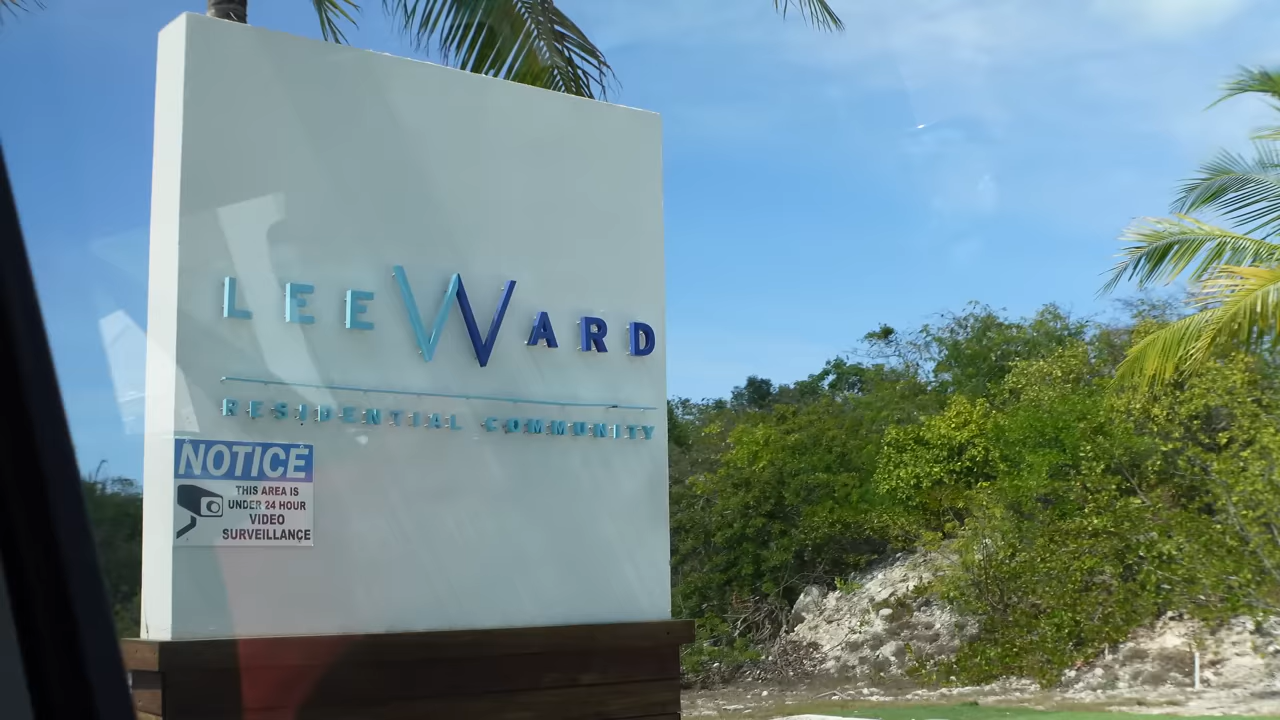 LEEWARD
RESIDENTIAL COMMUNITY
NOTICE
THIS AREA IS
UNDER 24 HOUR
VIDEO
SURVEILLANCE